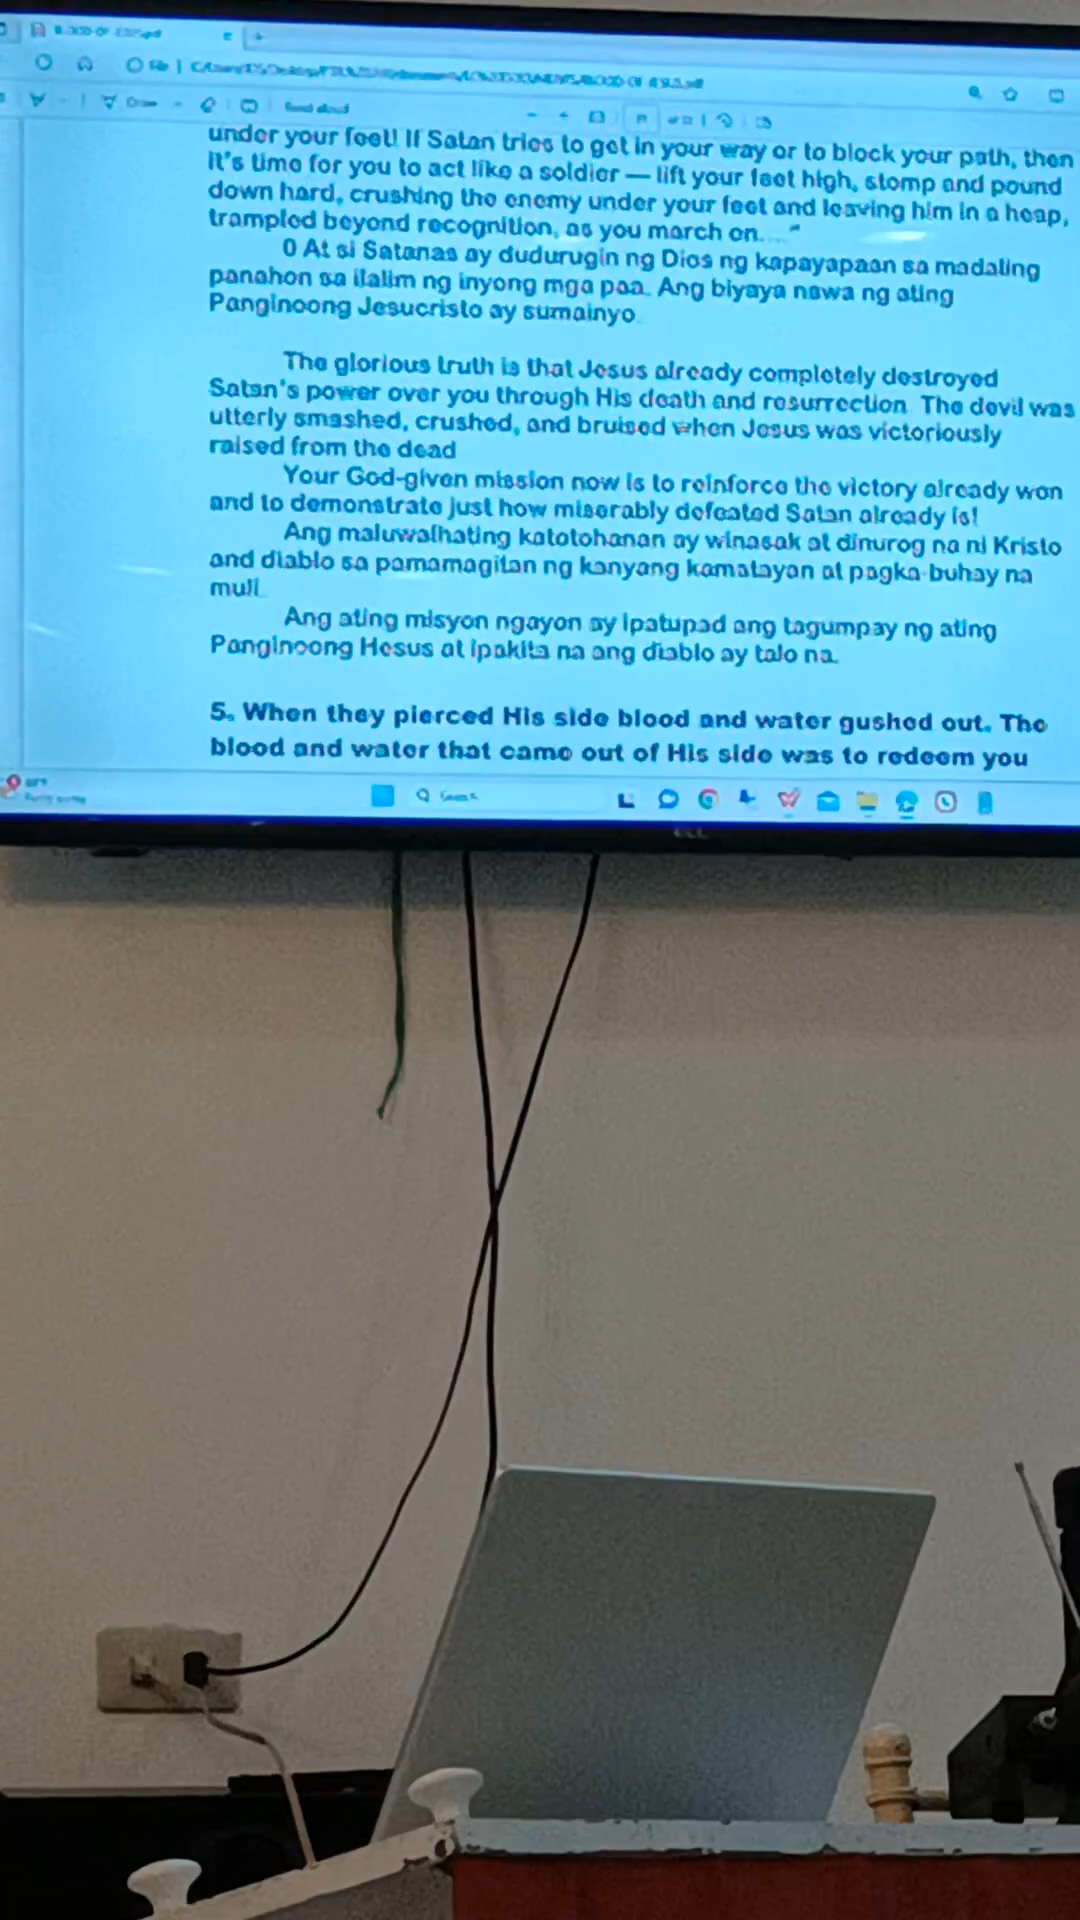 Read aloud
under your feet! If Satan tries to get in your way or to block your path, then
it's time for you to act like a soldier — lift your feet high, stomp and pound
down hard, crushing the enemy under your feet and leaving him in a heap,
trampled beyond recognition, as you march on...."
0 At si Satanas ay dudurugin ng Dios ng kapayapaan sa madaling
panahon sa ilalim ng inyong mga paa. Ang biyaya nawa ng ating
Panginoong Jesucristo ay sumainyo.
The glorious truth is that Jesus already completely destroyed
Satan's power over you through His death and resurrection. The devil was
utterly smashed, crushed, and bruised when Jesus was victoriously
raised from the dead
Your God-given mission now is to reinforce the victory already won
and to demonstrate just how miserably defeated Satan already is!
Ang maluwalhating katotohanan ay winasak at dinurog na ni Kristo
and diablo sa pamamagitan ng kanyang kamatayan at pagka-buhay na
muli.
Ang ating misyon ngayon ay ipatupad ang tagumpay ng ating
Panginoong Hesus at ipakita na ang diablo ay talo na.
5. When they pierced His side blood and water gushed out. The
blood and water that came out of His side was to redeem you
Search